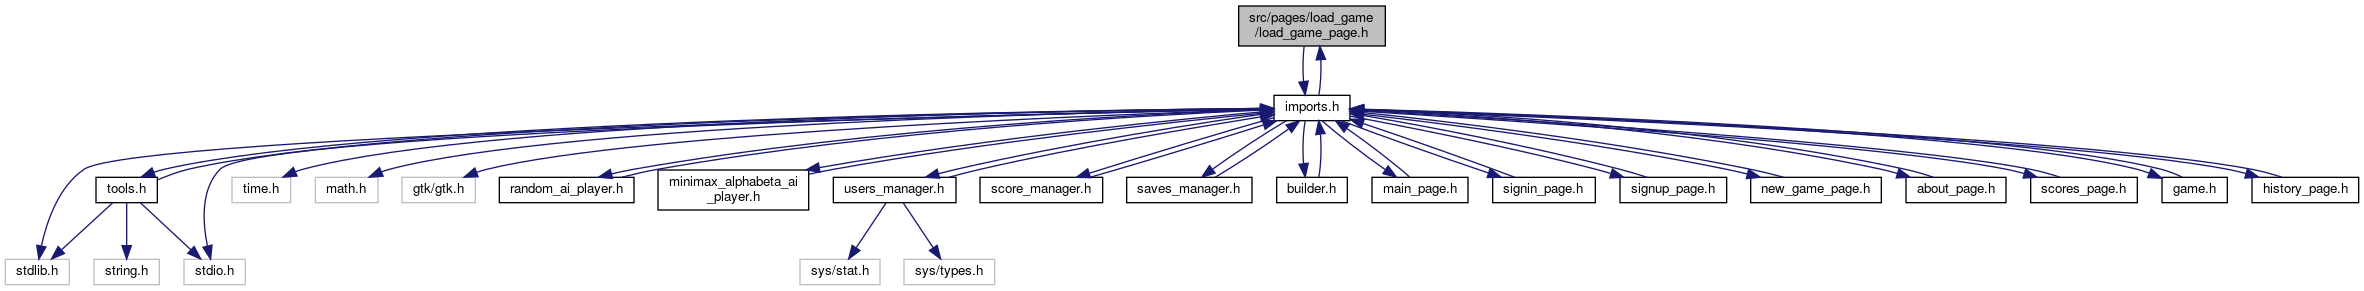 src/pages/load_game
/load_game_page.h
imports.h
tools.h
time.h
math.h
gtk/gtk.h
random_ai_player.h
minimax_alphabeta_ai
_player.h
users_manager.h
score_manager.h
saves_manager.h
builder.h
main_page.h
signin_page.h
signup_page.h
new_game_page.h
about_page.h
scores_page.h
game.h
history_page.h
stdlib.h
string.h
stdio.h
sys/stat.h
sys/types.h